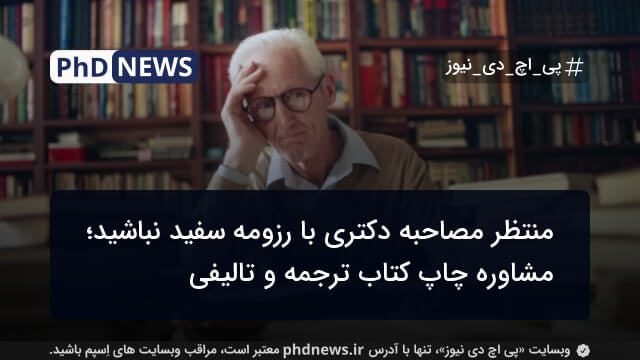 PhD NEWS
#پی_اچ_دی_نیوز
منتظر مصاحبه دکتری با رزومه سفید نباشید؛
مشاوره چاپ کتاب ترجمه و تالیفی
وبسایت «پی اچ دی نیوز»، تنها با آدرس phdnews.ir معتبر است، مراقب وبسایت های اِسپم باشید.